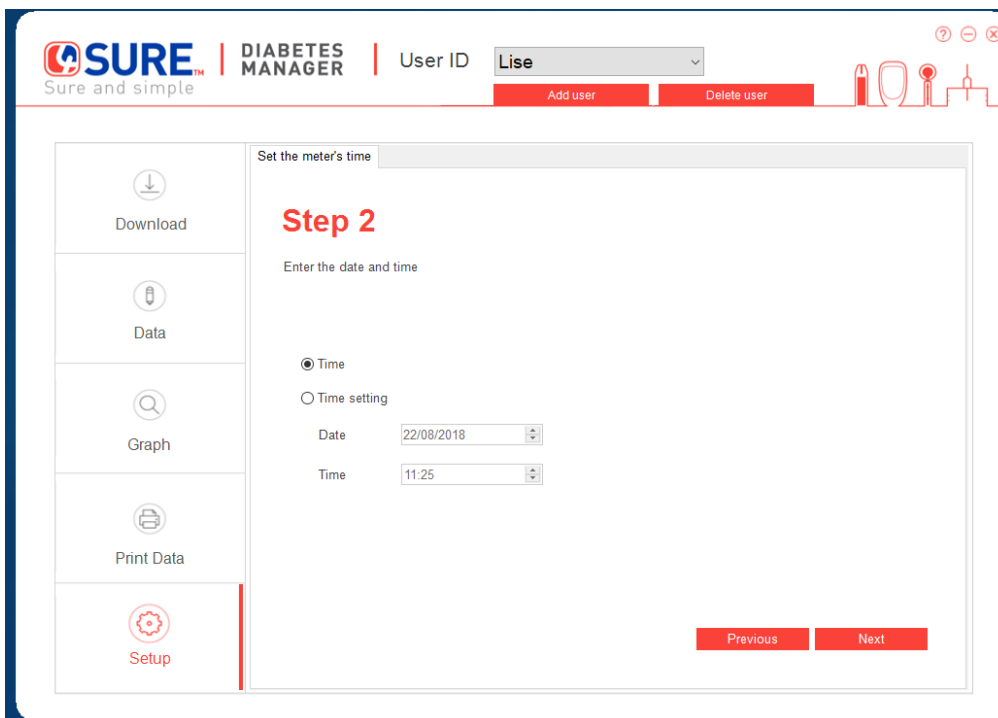 SURE™
Sure and simple
DIABETES
MANAGER
User ID
Lise
Add user
Delete user
Download
Data
Graph
Print Data
Setup
Set the meter's time
Step 2
Enter the date and time
Time
Time setting
Date 22/08/2018
Time 11:25
Previous Next